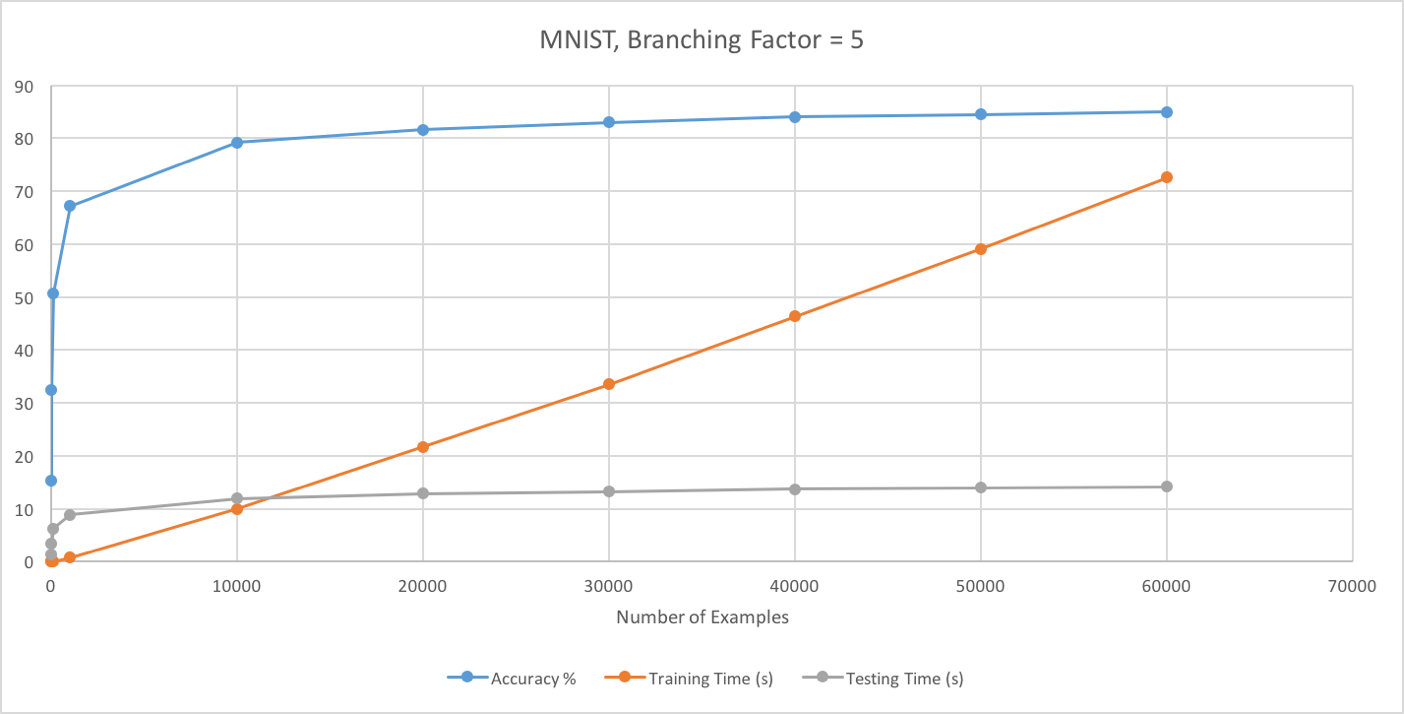 MNIST, Branching Factor = 5
90
80
70
60
50
40
30
20
10
0
0 10000 20000 30000 40000 50000 60000 70000
Number of Examples
Accuracy % Training Time (s) Testing Time (s)